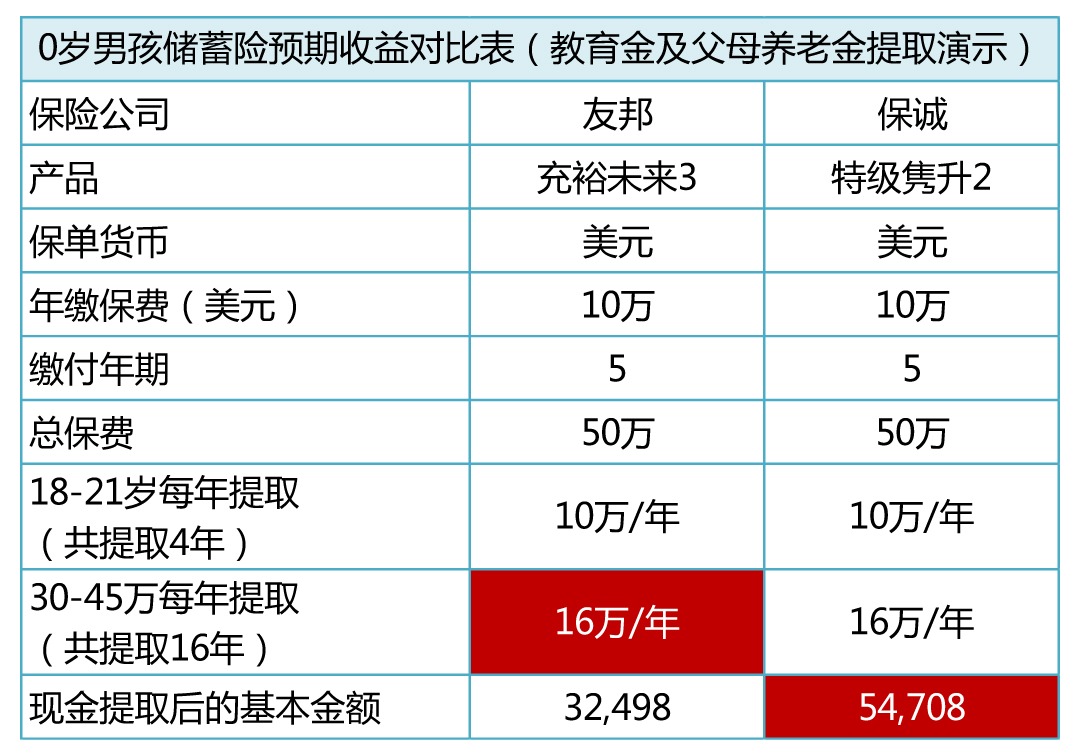 0岁男孩储蓄险预期收益对比表（教育金及父母养老金提取演示）
保险公司 友邦 保诚
产品 充裕未来3 特级隽升2
保单货币 美元 美元
年缴保费（美元） 10万 10万
缴付年期 5 5
总保费 50万 50万
18-21岁每年提取
（共提取4年） 10万/年 10万/年
30-45万每年提取
（共提取16年） 16万/年 16万/年
现金提取后的基本金额 32,498 54,708